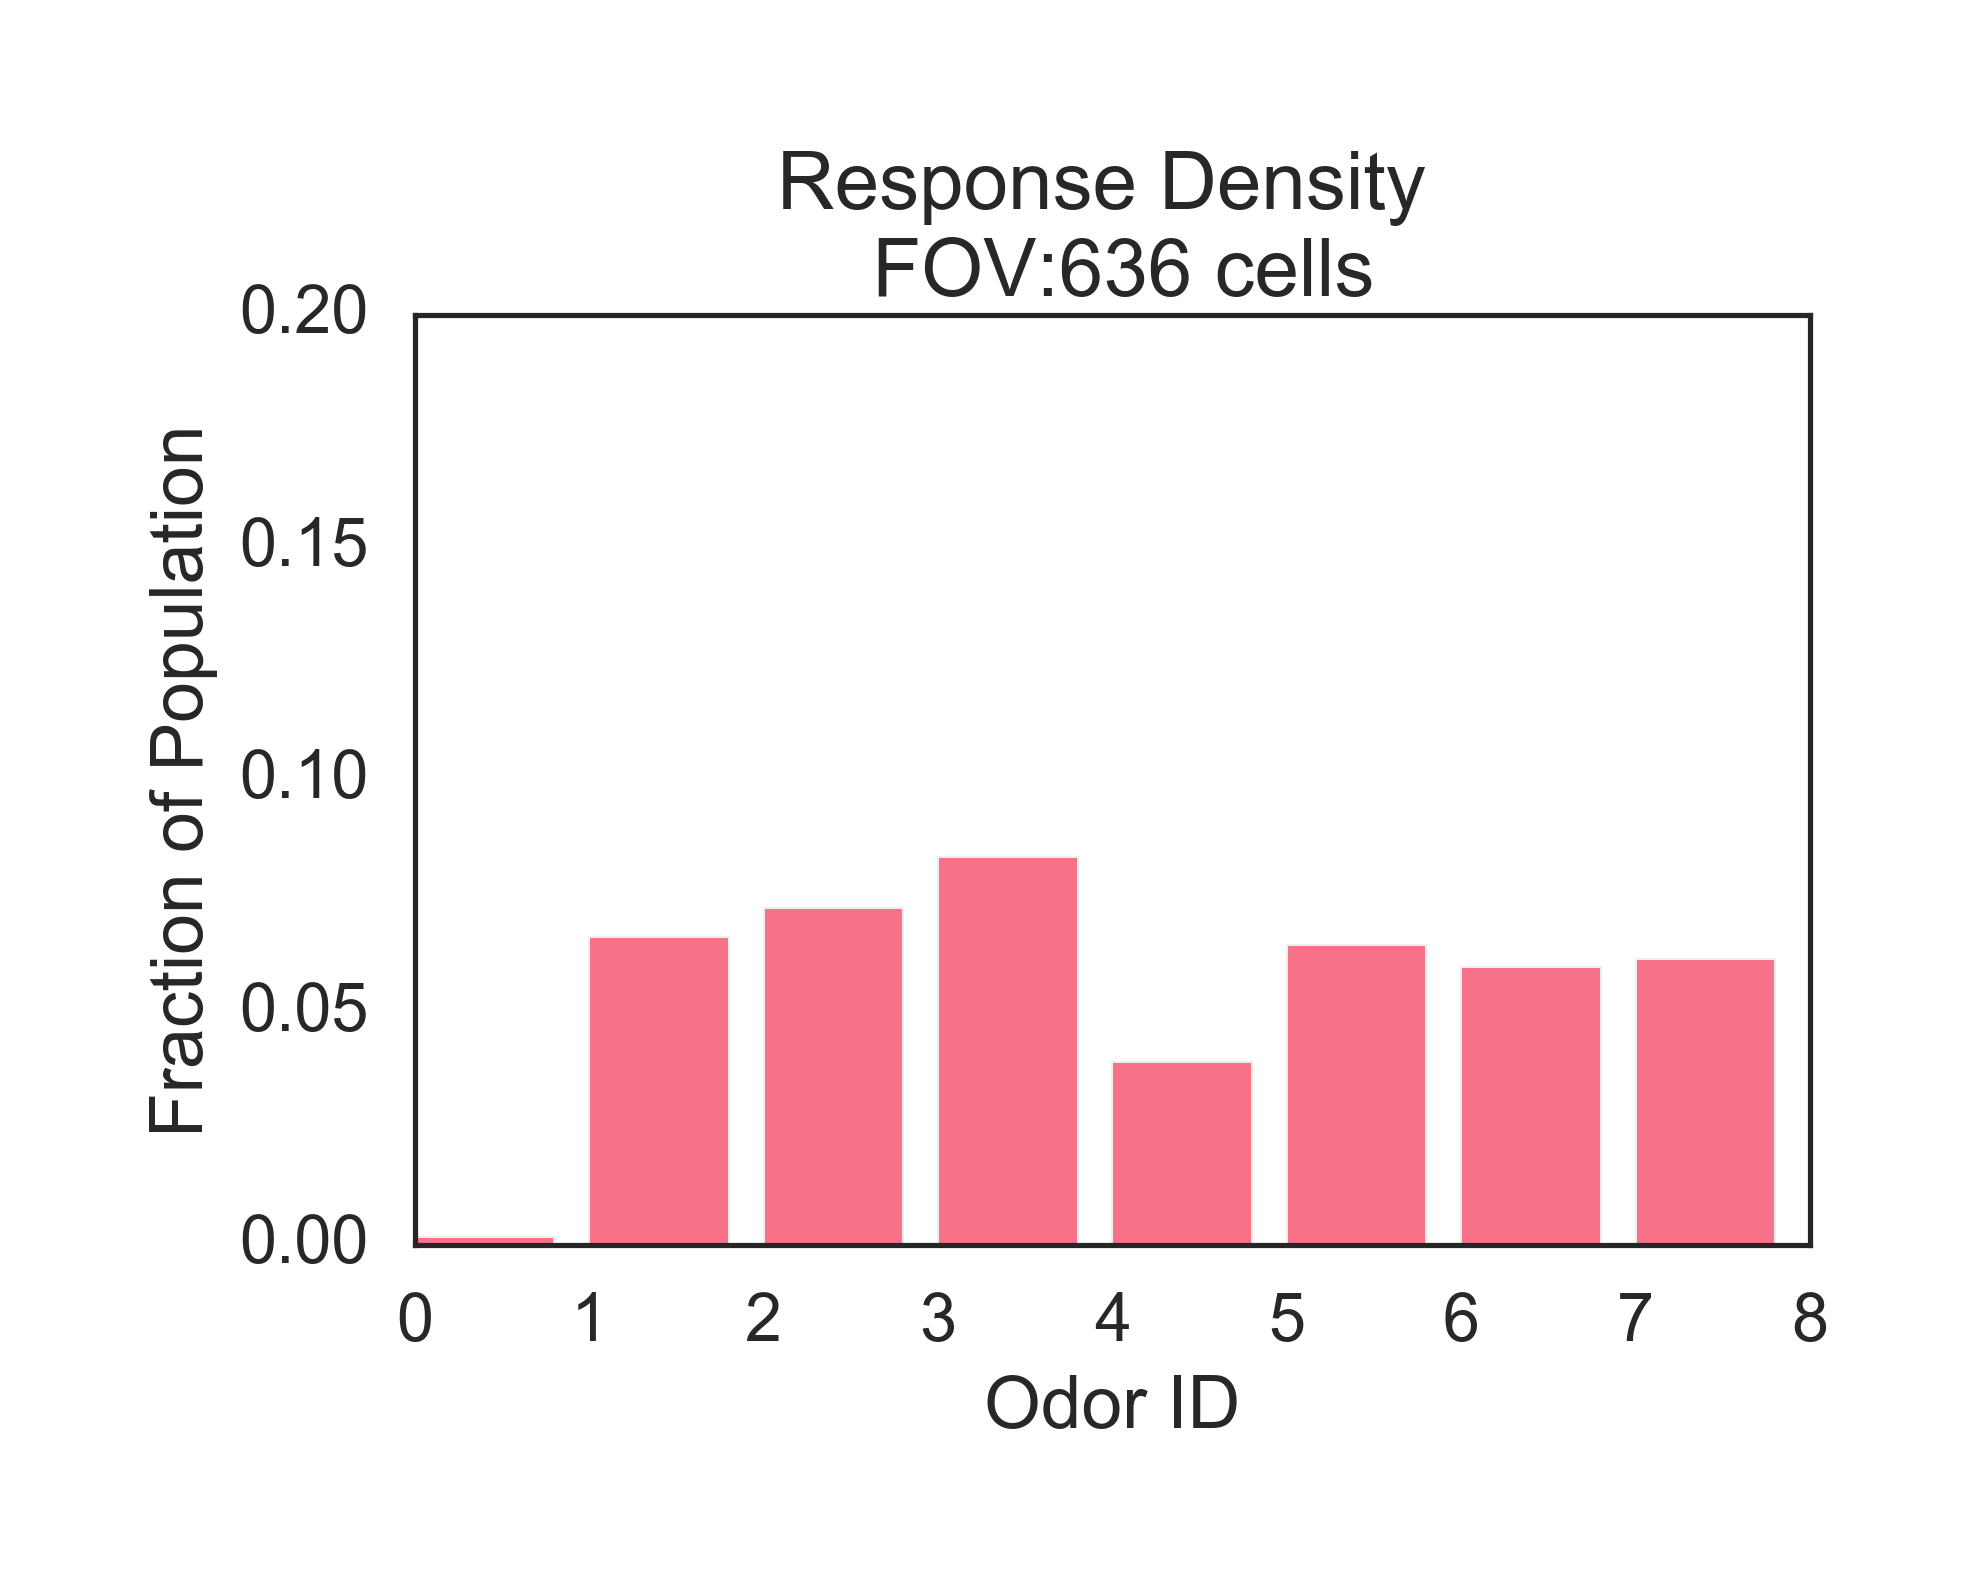 Response Density
FOV:636 cells
0.20
0.15
0.10
0.05
0.00
Fraction of Population
0 1 2 3 4 5 6 7 8
Odor ID